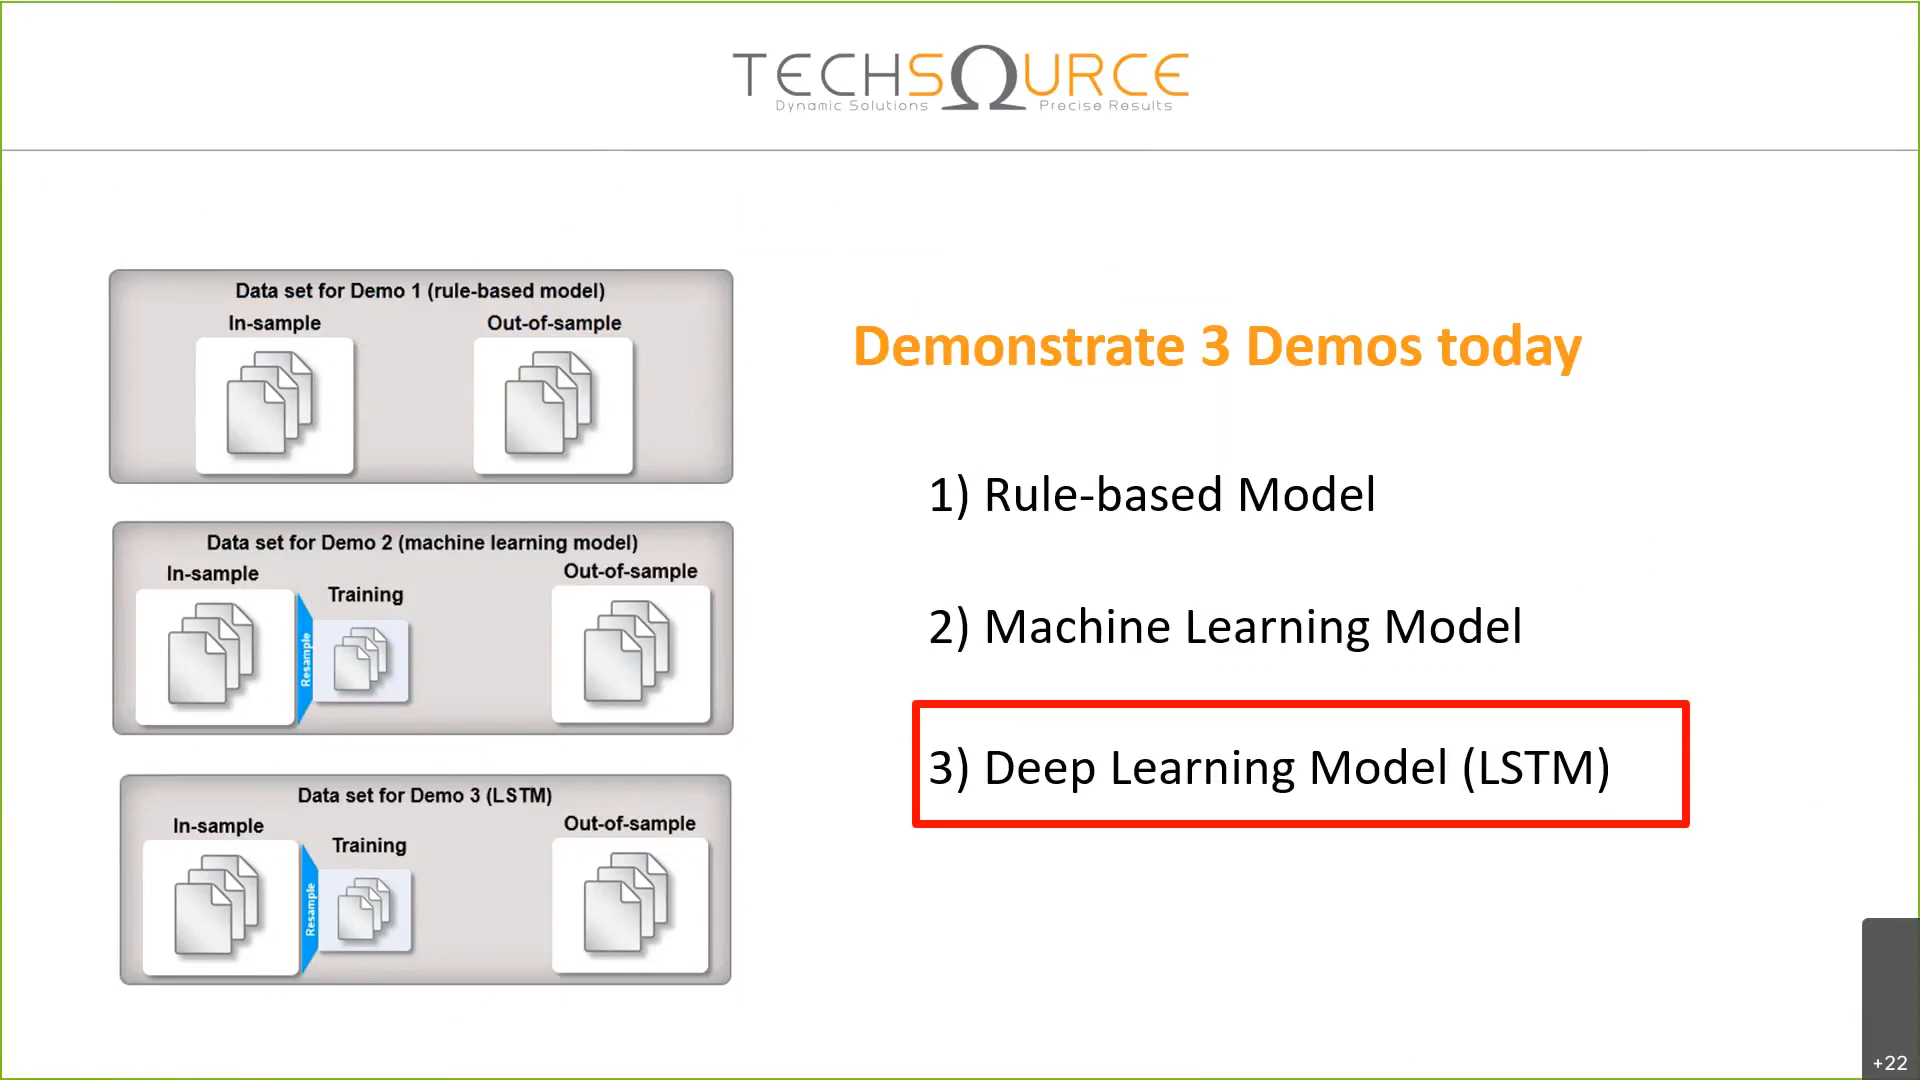 TECHSOURCE
Dynamic Solutions Precise Results
Data set for Demo 1 (rule-based model)
In-sample Out-of-sample
Data set for Demo 2 (machine learning model)
In-sample Training Out-of-sample
Resample
Data set for Demo 3 (LSTM)
In-sample Training Out-of-sample
Resample
Demonstrate 3 Demos today
1) Rule-based Model
2) Machine Learning Model
3) Deep Learning Model (LSTM)
+22